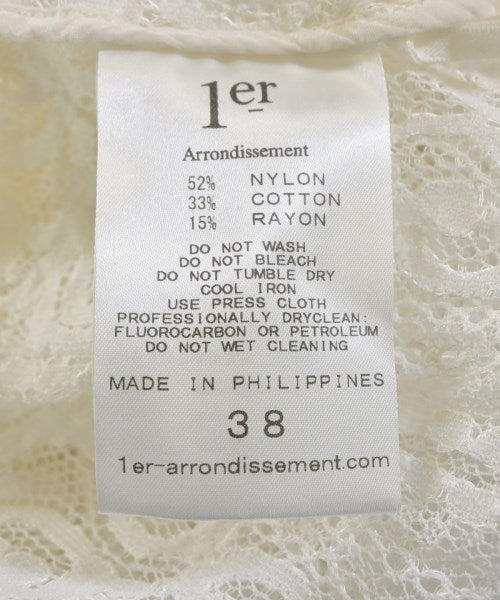 1er
Arrondissement
52% NYLON
33% COTTON
15% RAYON
DO NOT WASH
DO NOT BLEACH
DO NOT TUMBLE DRY
COOL IRON
USE PRESS CLOTH
PROFESSIONALLY DRYCLEAN:
FLUOROCARBON OR PETROLEUM
DO NOT WET CLEANING
MADE IN PHILIPPINES
38
1er-arrondissement.com